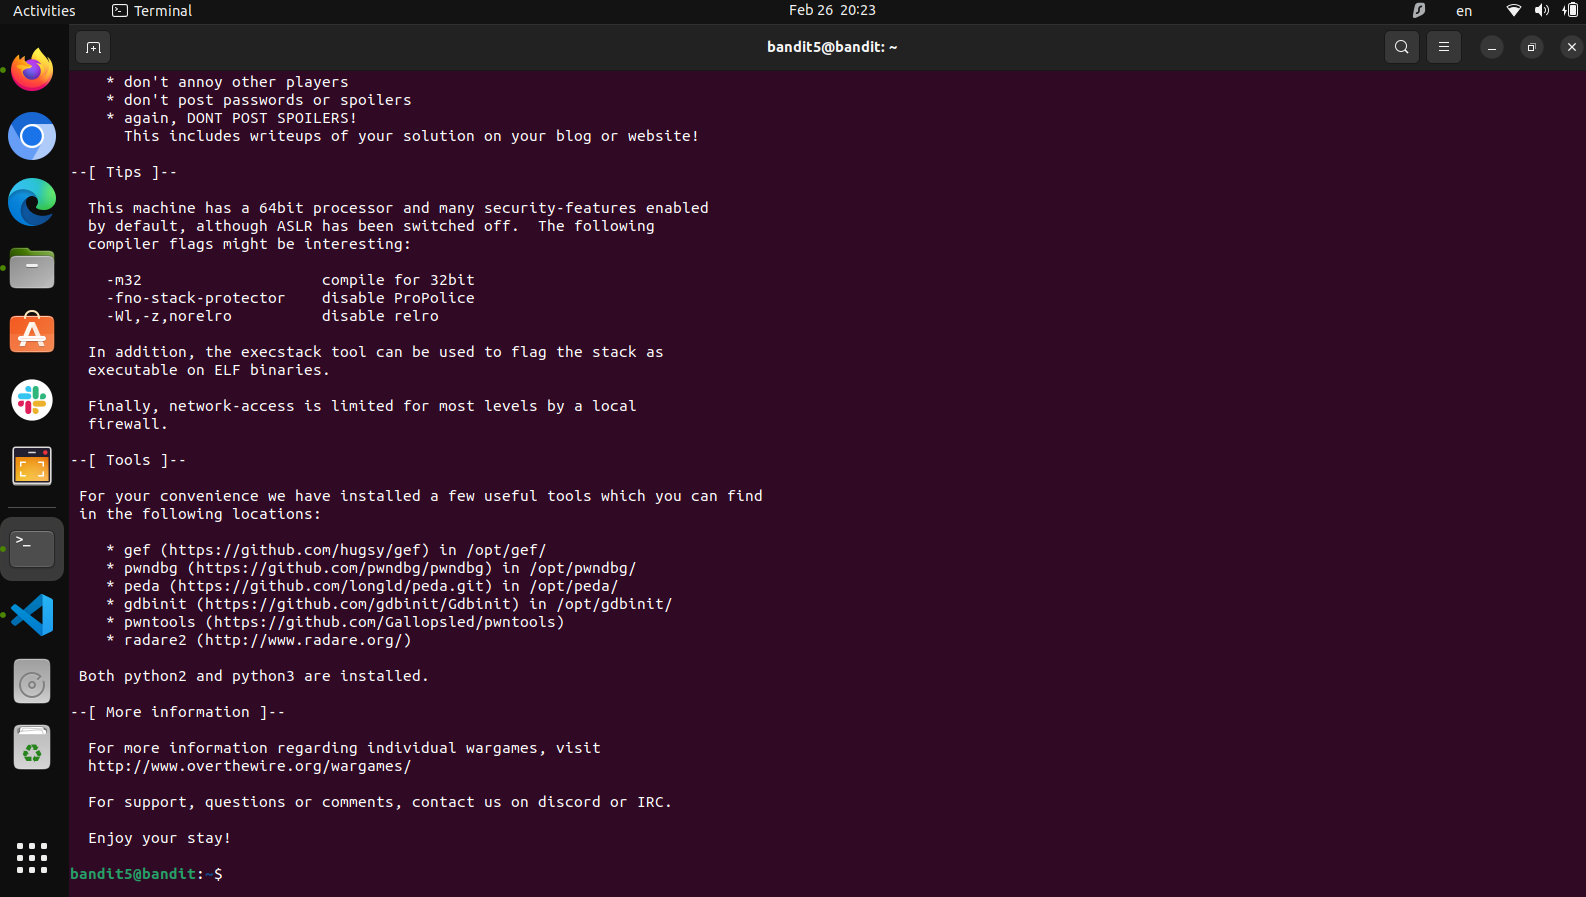 Activities
Terminal
Feb 26 20:23
en
bandit5@bandit: ~
* don't annoy other players
* don't post passwords or spoilers
* again, DONT POST SPOILERS!
This includes writeups of your solution on your blog or website!
--[ Tips ]--
This machine has a 64bit processor and many security-features enabled
by default, although ASLR has been switched off.  The following
compiler flags might be interesting:
-m32                    compile for 32bit
-fno-stack-protector    disable ProPolice
-Wl,-z,norelro          disable relro
In addition, the execstack tool can be used to flag the stack as
executable on ELF binaries.
Finally, network-access is limited for most levels by a local
firewall.
--[ Tools ]--
For your convenience we have installed a few useful tools which you can find
in the following locations:
* gef (https://github.com/hugsy/gef) in /opt/gef/
* pwndbg (https://github.com/pwndbg/pwndbg) in /opt/pwndbg/
* peda (https://github.com/longld/peda.git) in /opt/peda/
* gdbinit (https://github.com/gdbinit/Gdbinit) in /opt/gdbinit/
* pwntools (https://github.com/Gallopsled/pwntools)
* radare2 (http://www.radare.org/)
Both python2 and python3 are installed.
--[ More information ]--
For more information regarding individual wargames, visit
http://www.overthewire.org/wargames/
For support, questions or comments, contact us on discord or IRC.
Enjoy your stay!
bandit5@bandit:~$